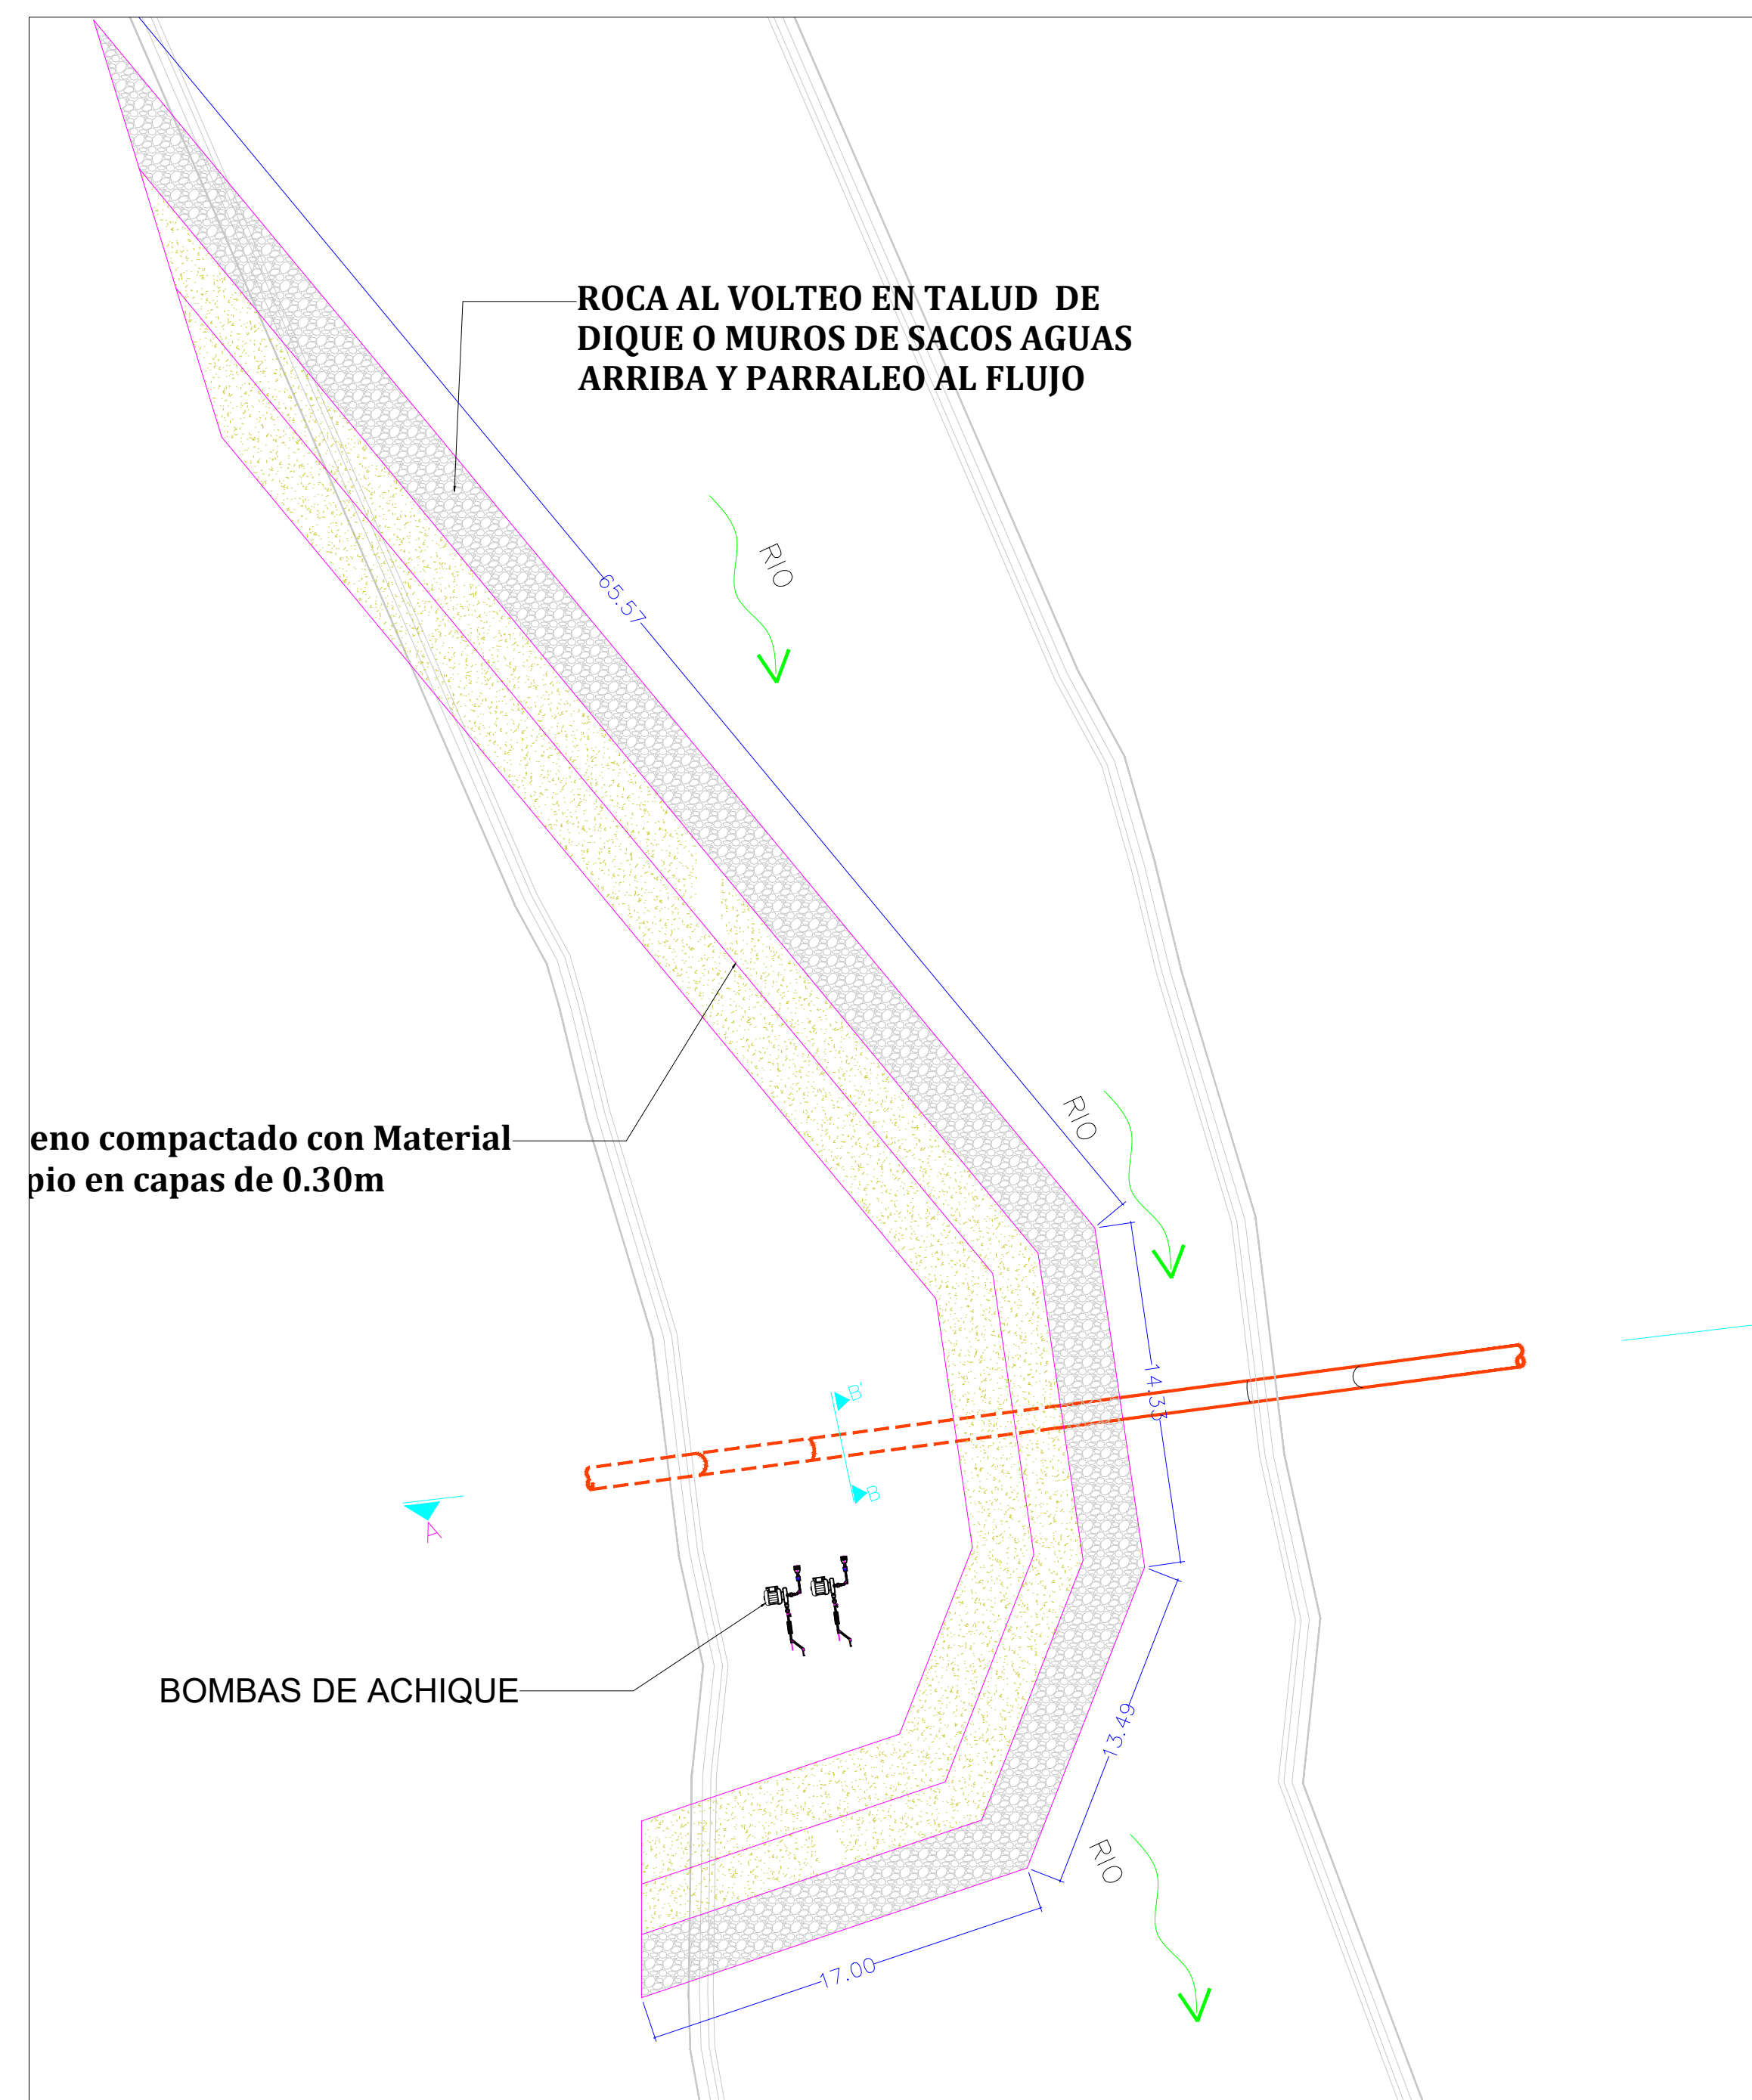 ROCA AL VOLTEO EN TALUD DE
DIQUE O MUROS DE SACOS AGUAS
ARRIBA Y PARRALEO AL FLUJO
RIO
65.57
RIO
eno compactado con Material
pio en capas de 0.30m
14.33
B'
B
A
BOMBAS DE ACHIQUE
13.49
RIO
17.00